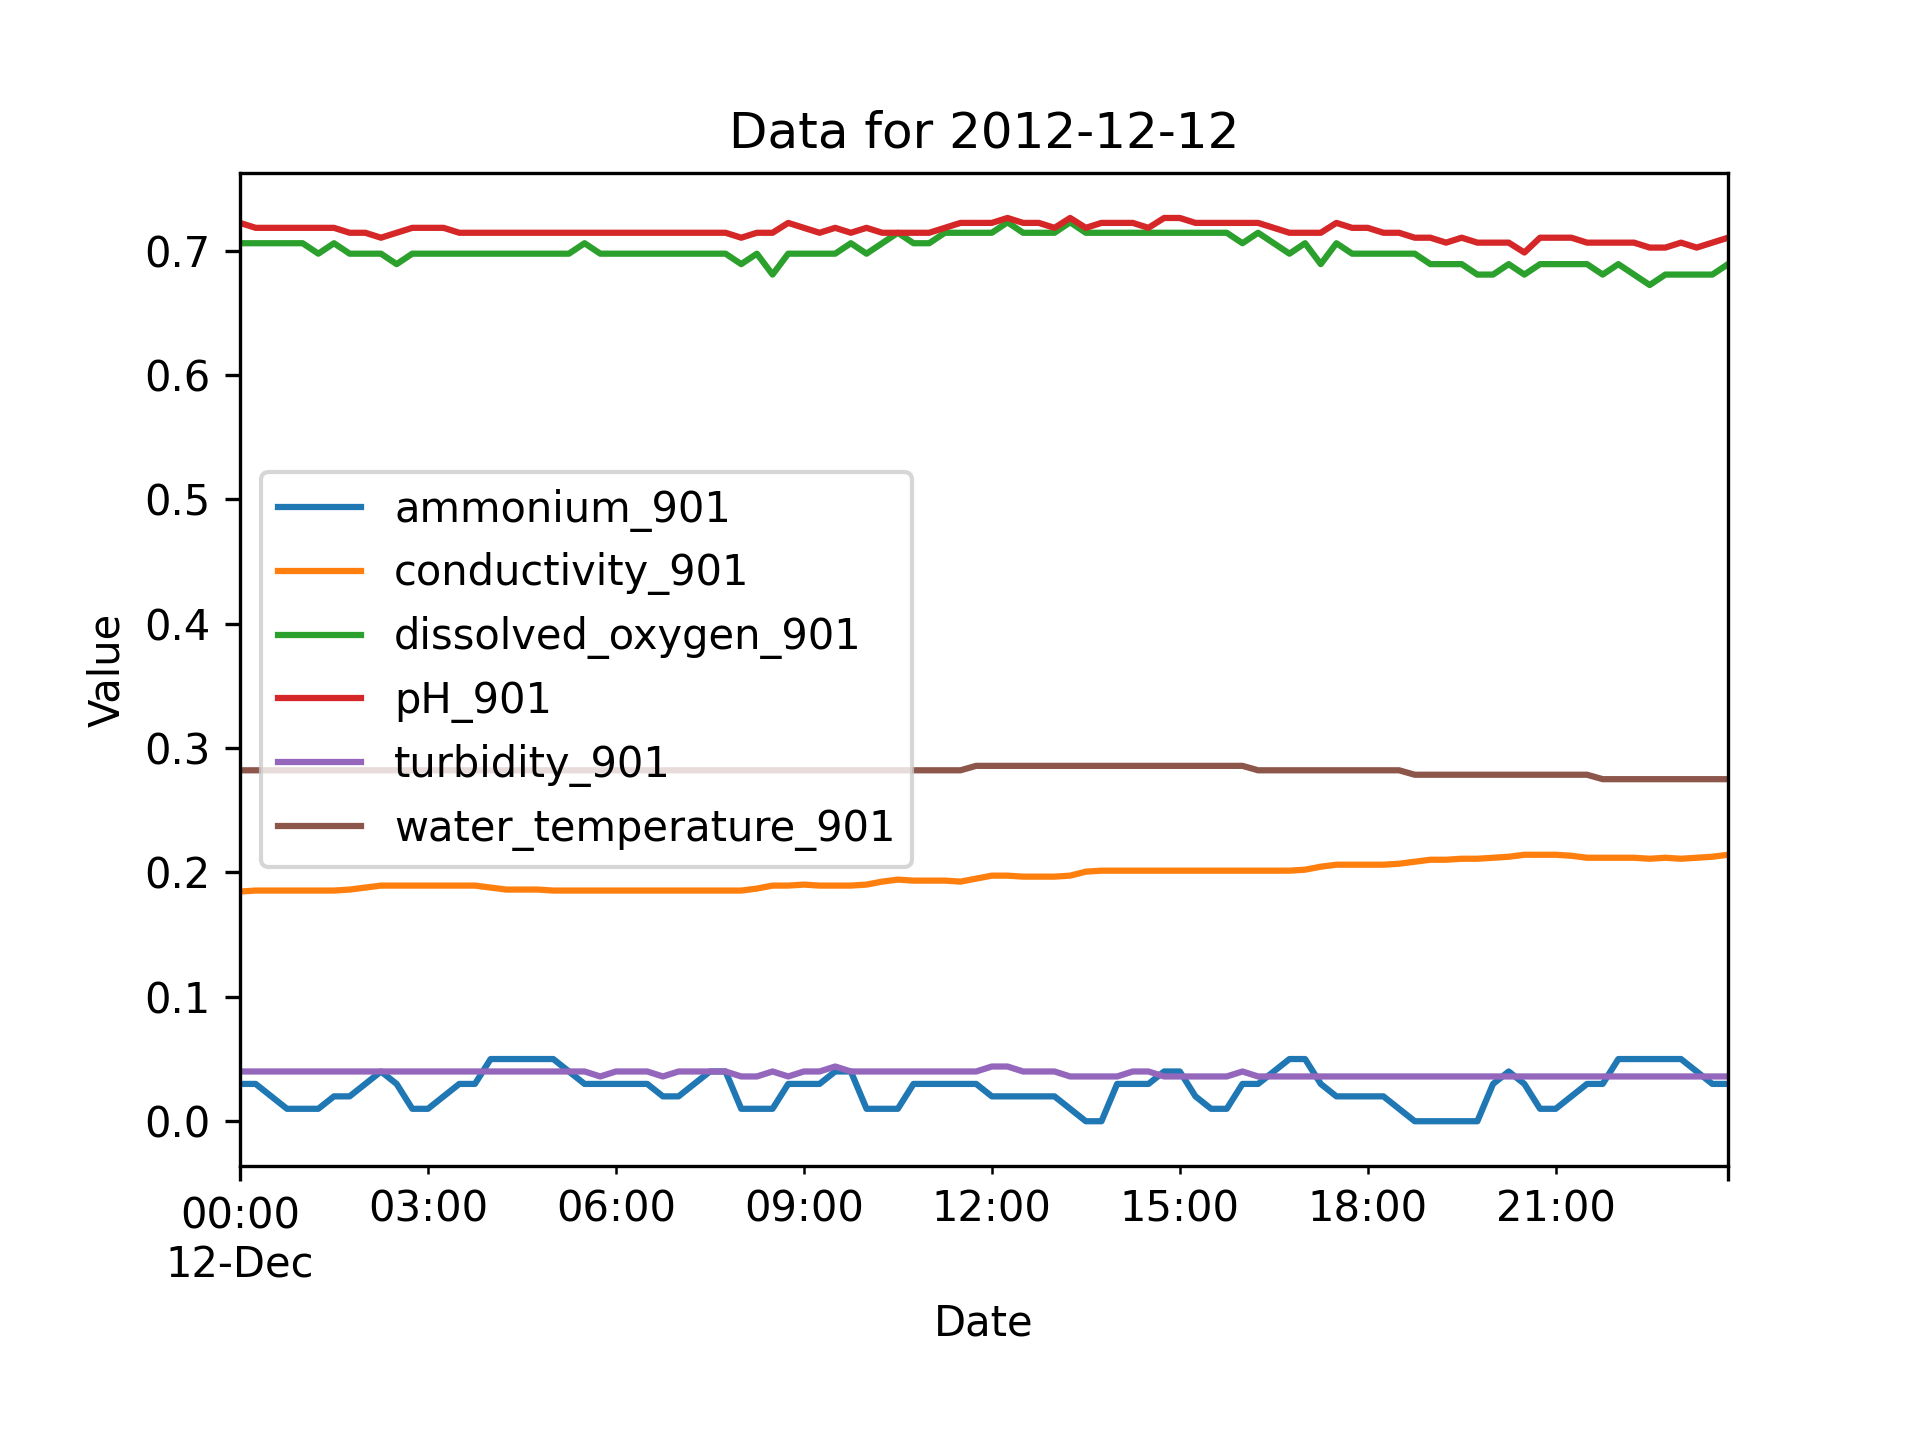 Data for 2012-12-12
Value
0.7
0.6
0.5
0.4
0.3
0.2
0.1
0.0
ammonium_901
conductivity_901
dissolved_oxygen_901
pH_901
turbidity_901
water_temperature_901
00:00 03:00 06:00 09:00 12:00 15:00 18:00 21:00
12-Dec
Date